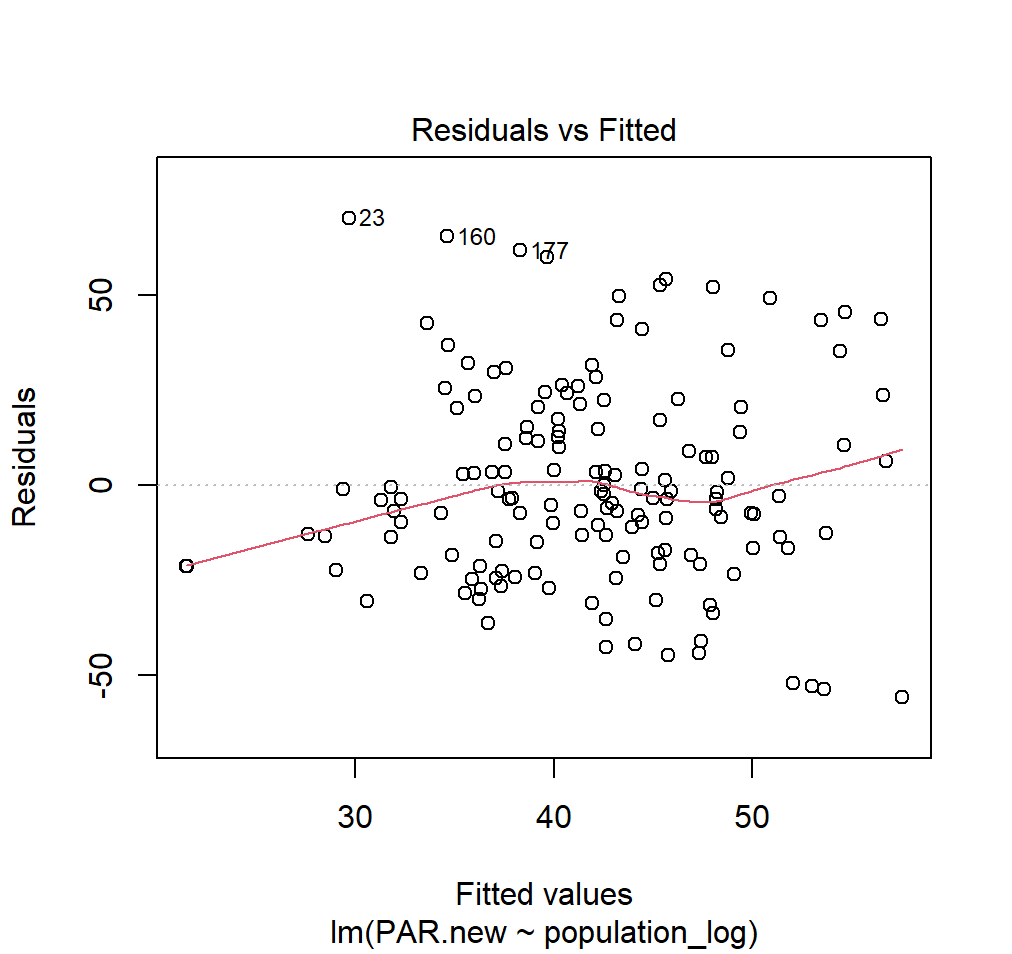 Residuals vs Fitted
Residuals
50
0
-50
23
160
177
30
40
50
Fitted values
lm(PAR.new ~ population_log)